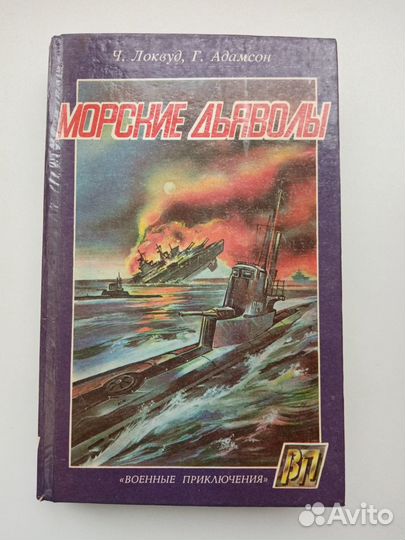 Ч. Локвуд, Г. Адамсон
МОРСКИЕ ДЬЯВОЛЫ
ВП
«ВОЕННЫЕ ПРИКЛЮЧЕНИЯ»
Avito